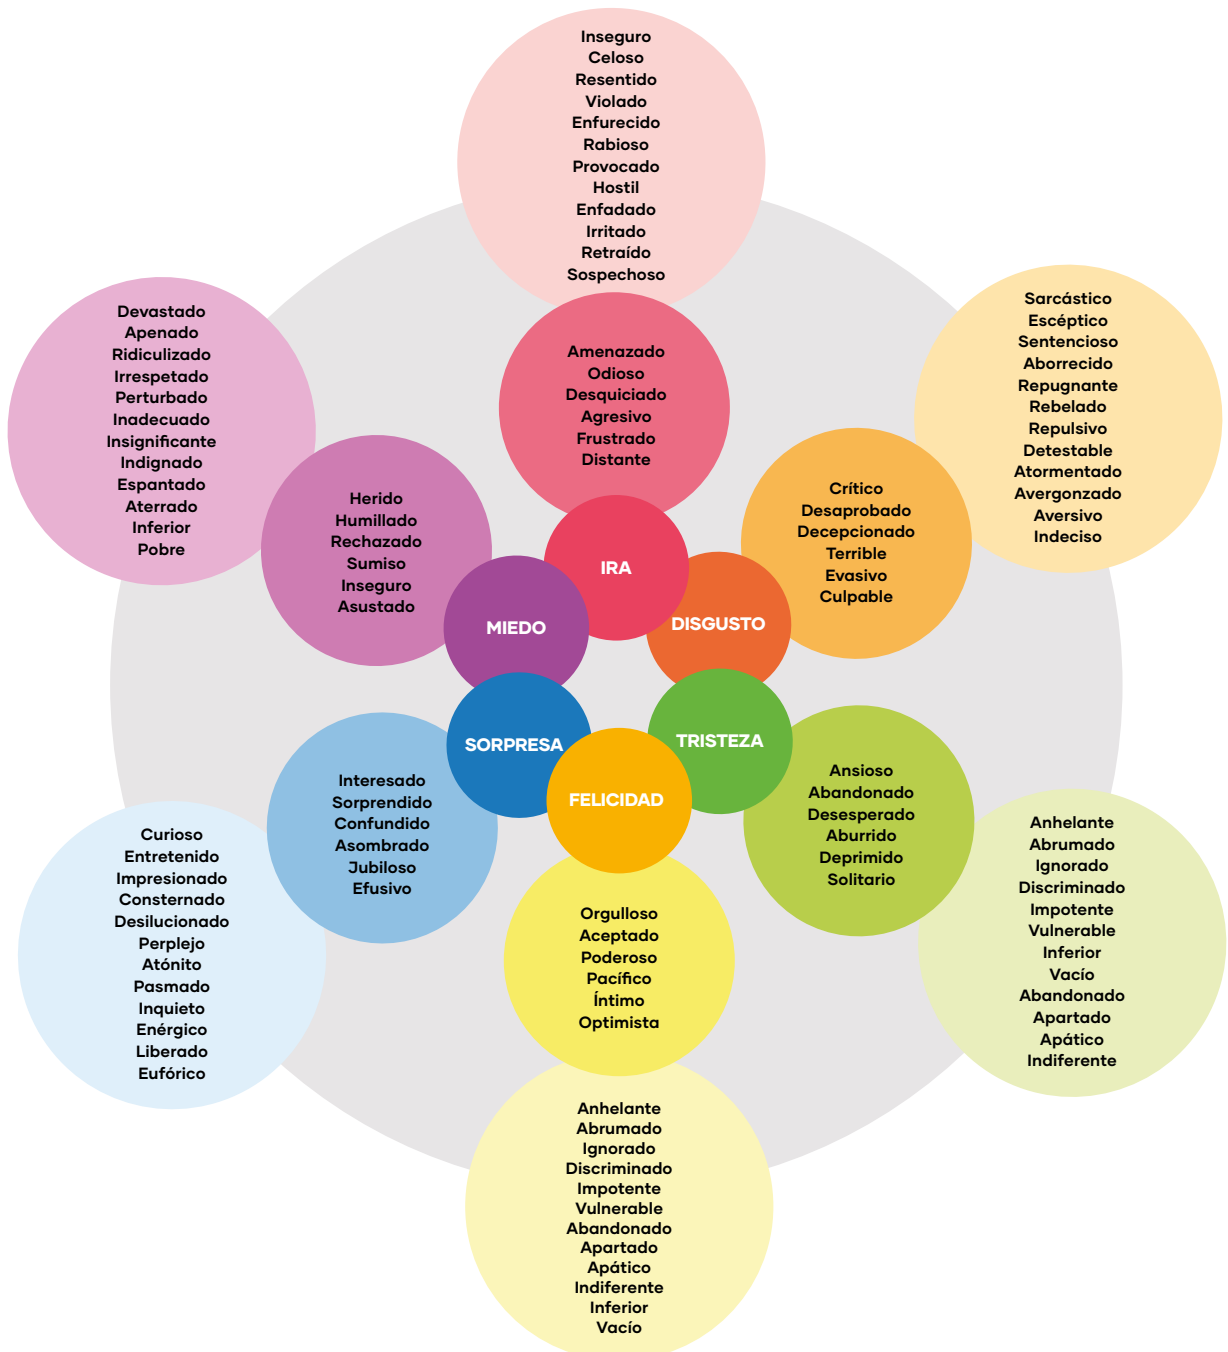 Inseguro
Celoso
Resentido
Violado
Enfurecido
Rabioso
Provocado
Hostil
Enfadado
Irritado
Retraído
Sospechoso
Amenazado
Odioso
Desquiciado
Agresivo
Frustrado
Distante
IRA
Sarcástico
Escéptico
Sentencioso
Aborrecido
Repugnante
Rebelado
Repulsivo
Detestable
Atormentado
Avergonzado
Aversivo
Indeciso
Crítico
Desaprobado
Decepcionado
Terrible
Evasivo
Culpable
DISGUSTO
Devastado
Apenado
Ridiculizado
Irrespetado
Perturbado
Inadecuado
Insignificante
Indignado
Espantado
Aterrado
Inferior
Pobre
Herido
Humillado
Rechazado
Sumiso
Inseguro
Asustado
MIEDO
SORPRESA
Interesado
Sorprendido
Confundido
Asombrado
Jubiloso
Efusivo
Curioso
Entretenido
Impresionado
Consternado
Desilucionado
Perplejo
Atónito
Pasmado
Inquieto
Enérgico
Liberado
Eufórico
TRISTEZA
Ansioso
Abandonado
Desesperado
Aburrido
Deprimido
Solitario
Anhelante
Abrumado
Ignorado
Discriminado
Impotente
Vulnerable
Inferior
Vacío
Abandonado
Apartado
Apático
Indiferente
FELICIDAD
Orgulloso
Aceptado
Poderoso
Pacífico
Íntimo
Optimista
Anhelante
Abrumado
Ignorado
Discriminado
Impotente
Vulnerable
Abandonado
Apartado
Apático
Indiferente
Inferior
Vacío